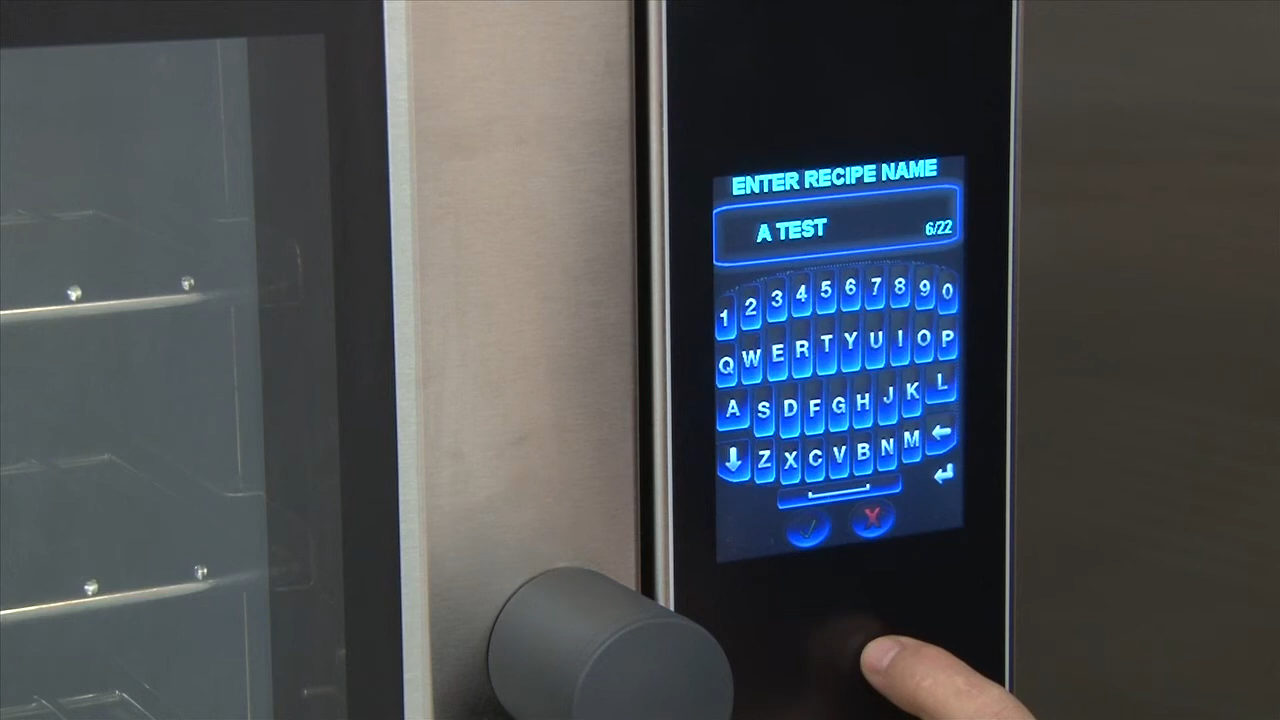 ENTER RECIPE NAME
A TEST 6/22
1 2 3 4 5 6 7 8 9 0
Q W E R T Y U I O P
A S D F G H J K L
Z X C V B N M